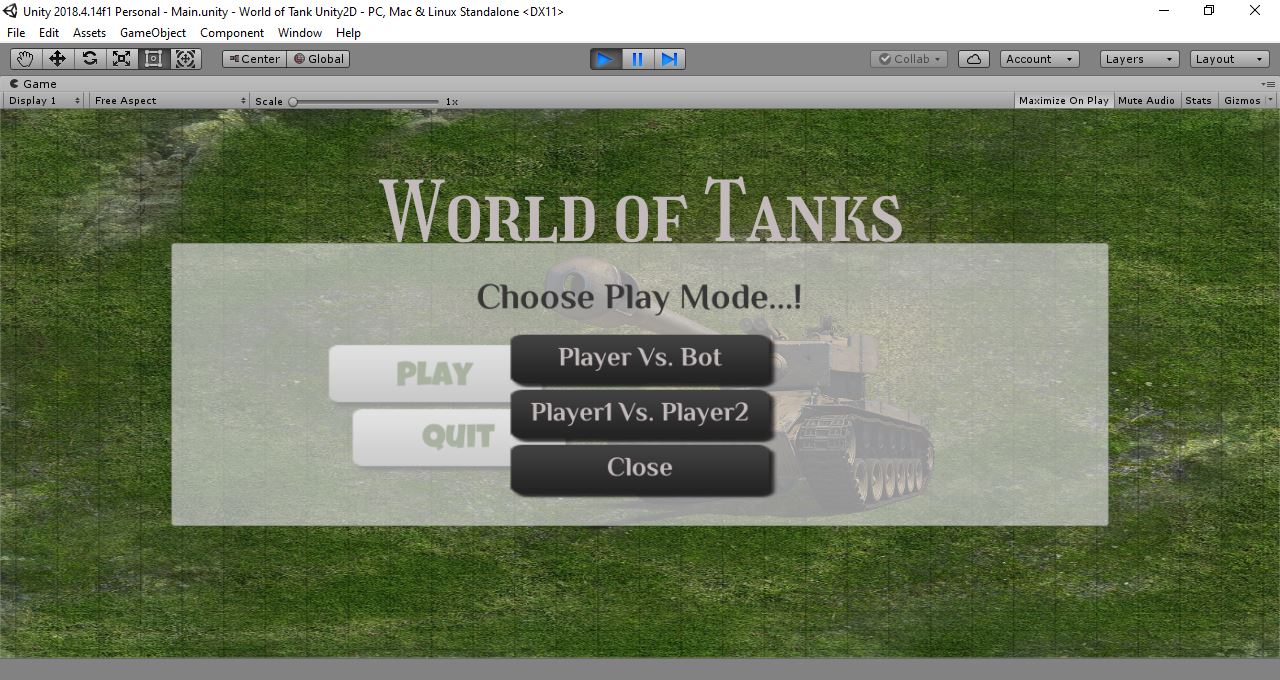 Unity 2018.4.14f1 Personal - Main.unity - World of Tank Unity2D - PC, Mac & Linux Standalone <DX11>
File Edit Assets GameObject Component Window Help
Center Global Collab Account Layers Layout
Game
Display 1 Free Aspect Scale 1x Maximize On Play Mute Audio Stats Gizmos
World of Tanks
Choose Play Mode...!
Player Vs. Bot
PLAY
Player1 Vs. Player2
QUIT
Close